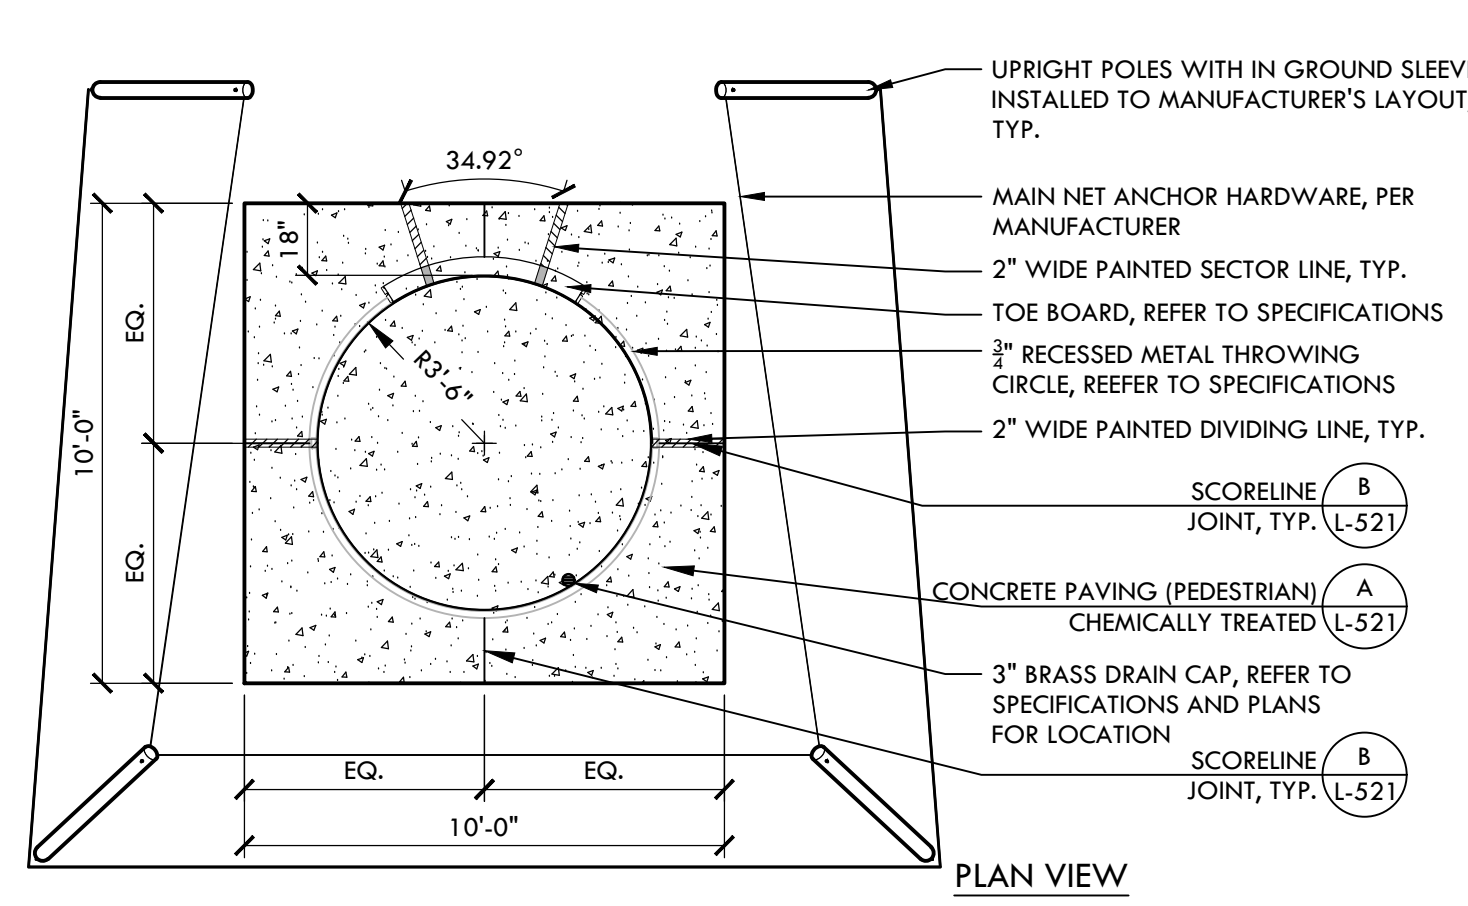 UPRIGHT POLES WITH IN GROUND SLEEV
INSTALLED TO MANUFACTURER'S LAYOUT,
TYP.
34.92°
MAIN NET ANCHOR HARDWARE, PER
MANUFACTURER
18"
2" WIDE PAINTED SECTOR LINE, TYP.
TOE BOARD, REFER TO SPECIFICATIONS
EQ.
3/4" RECESSED METAL THROWING
CIRCLE, REEFER TO SPECIFICATIONS
R3'-6"
10'-0"
2" WIDE PAINTED DIVIDING LINE, TYP.
SCORELINE
JOINT, TYP.
B
L-521
EQ.
CONCRETE PAVING (PEDESTRIAN)
CHEMICALLY TREATED
A
L-521
3" BRASS DRAIN CAP, REFER TO
SPECIFICATIONS AND PLANS
FOR LOCATION
SCORELINE
JOINT, TYP.
B
L-521
EQ.
EQ.
10'-0"
PLAN VIEW